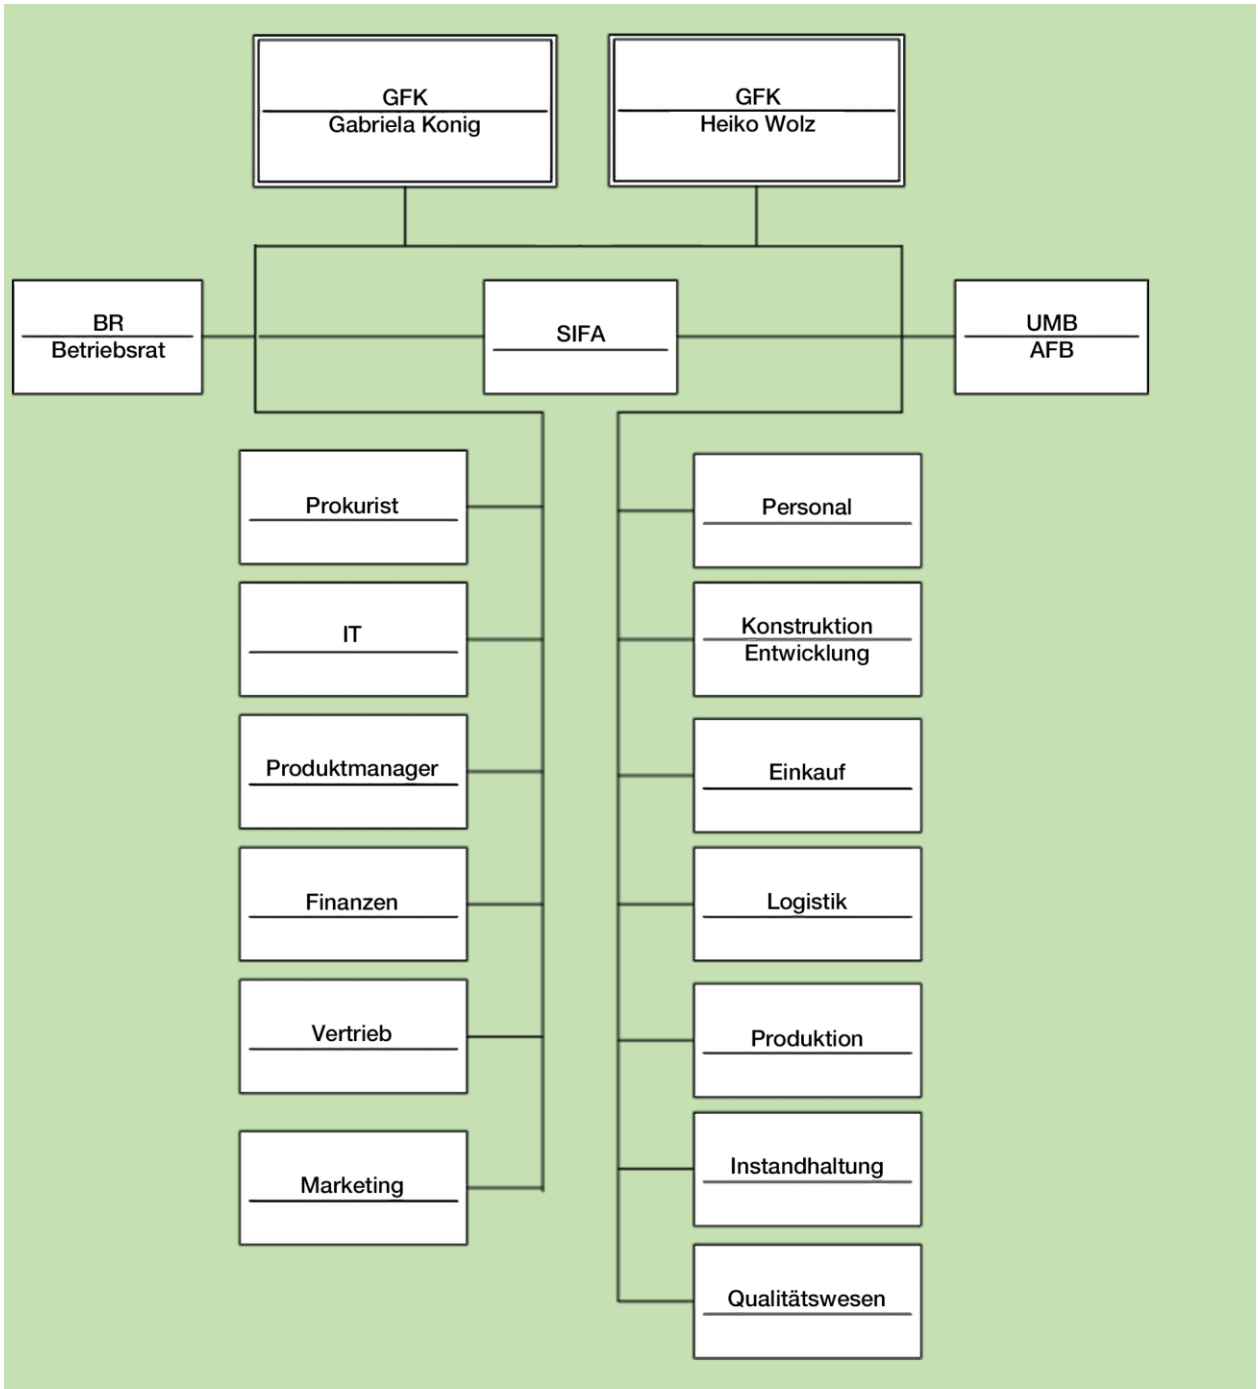 GFK
Gabriela Konig
GFK
Heiko Wolz
BR
Betriebsrat
SIFA
UMB
AFB
Prokurist
IT
Produktmanager
Finanzen
Vertrieb
Marketing
Personal
Konstruktion
Entwicklung
Einkauf
Logistik
Produktion
Instandhaltung
Qualitätswesen